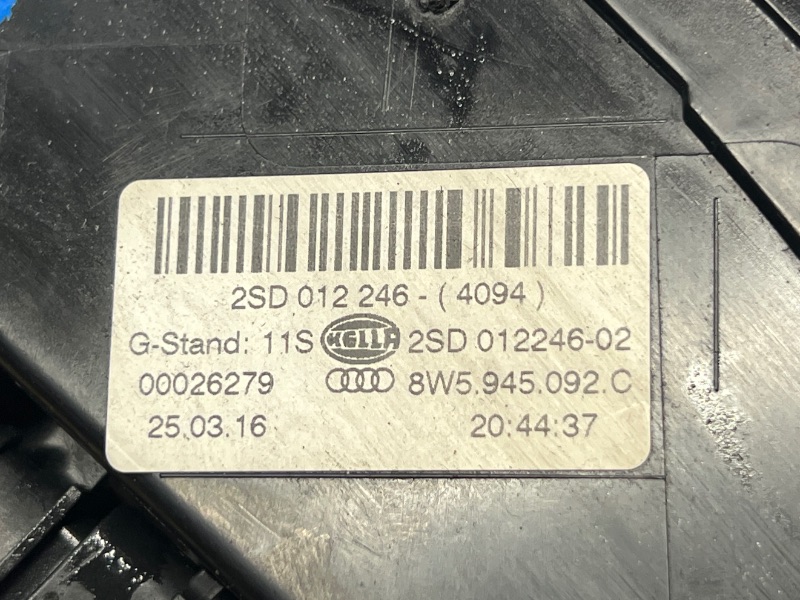 2SD 012 246 - ( 4094 )
G-Stand: 11S HELLA 2SD 012246-02
00026279 8W5.945.092.C
25.03.16 20:44:37